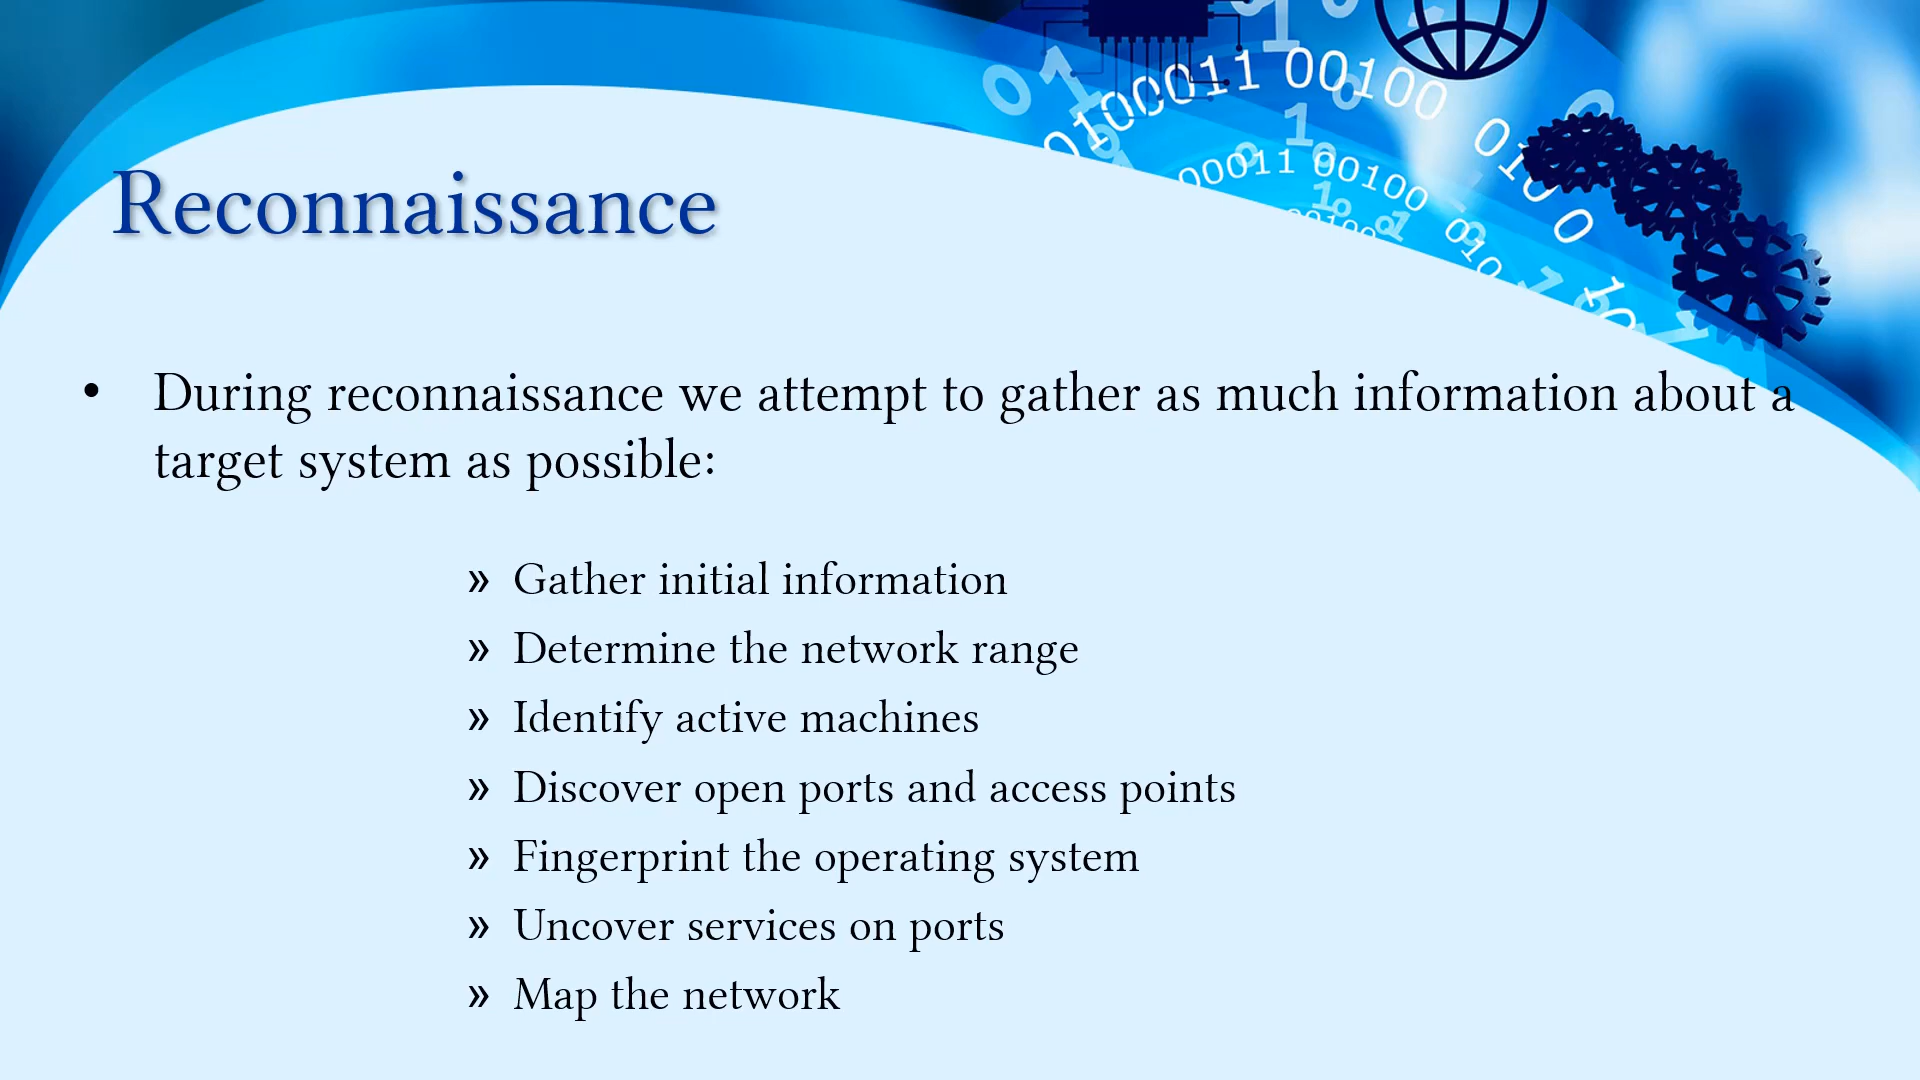 Reconnaissance
• During reconnaissance we attempt to gather as much information about a
target system as possible:
» Gather initial information
» Determine the network range
» Identify active machines
» Discover open ports and access points
» Fingerprint the operating system
» Uncover services on ports
» Map the network